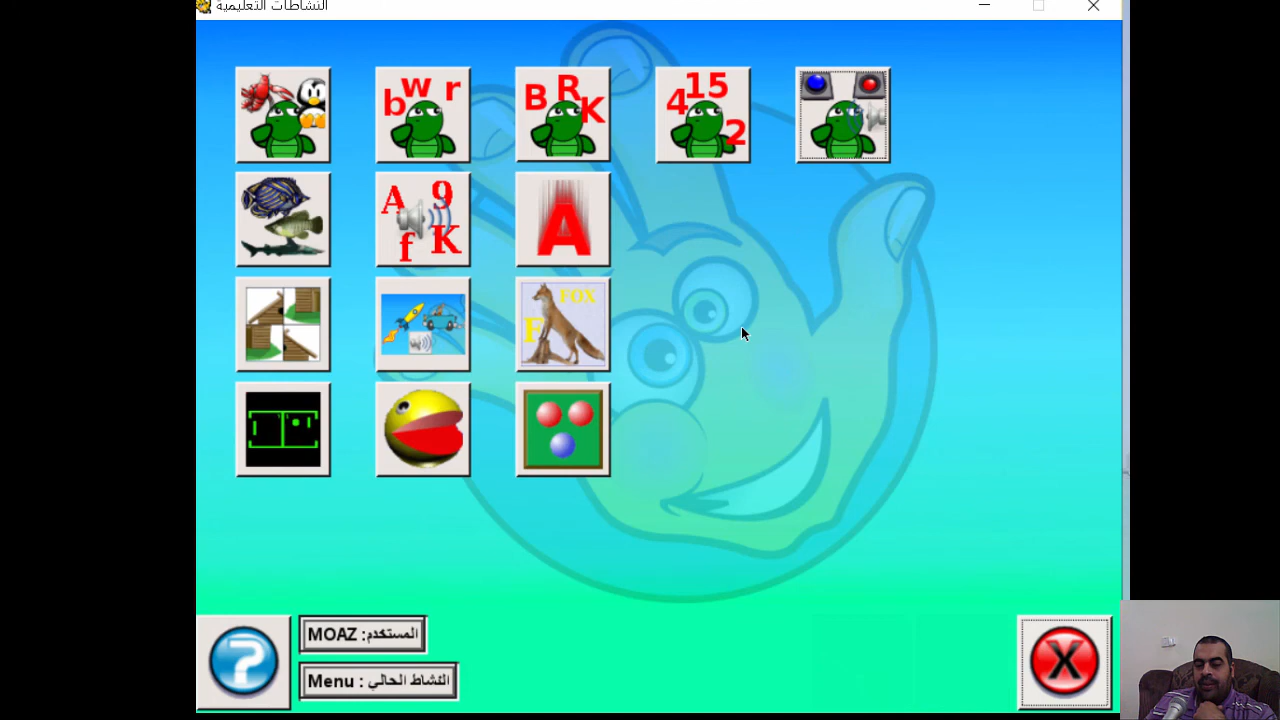 النشاطات التعليمية
b w r
B R K
4 15 2
A 9 f K
A
FOX
F
?
المستخدم: MOAZ
النشاط الحالي : Menu
X